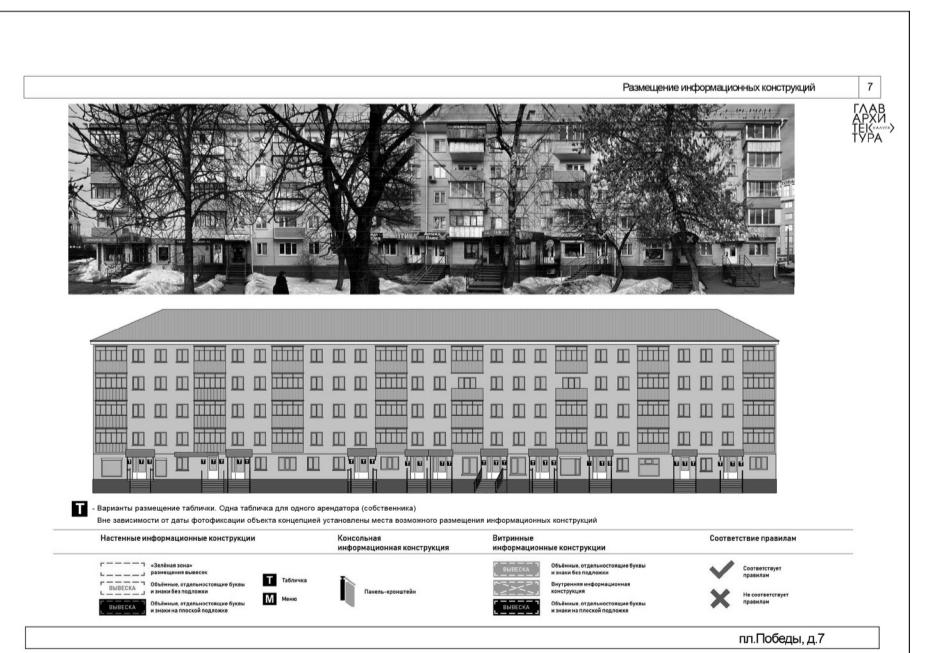 Размещение информационных конструкций
7
ГЛАВ
АРХИ
ТЕК КАЛУГА
ТУРА
Т - Варианты размещение таблички. Одна табличка для одного арендатора (собственника)
Вне зависимости от даты фотофиксации объекта концепцией установлены места возможного размещения информационных конструкций
Настенные информационные конструкции
«Зелёная зона»
размещения вывесок
ВЫВЕСКА
Объёмные, отдельностоящие буквы
и знаки без подложки
ВЫВЕСКА
Объёмные, отдельностоящие буквы
и знаки на плоской подложке
Т Табличка
М Меню
Консольная
информационная конструкция
Панель-кронштейн
Витринные
информационные конструкции
ВЫВЕСКА
Объёмные, отдельностоящие буквы
и знаки без подложки
Внутренняя информационная
конструкция
ВЫВЕСКА
Объёмные, отдельностоящие буквы
и знаки на плоской подложке
Соответствие правилам
Соответствует
правилам
Не соответствует
правилам
пл.Победы, д.7